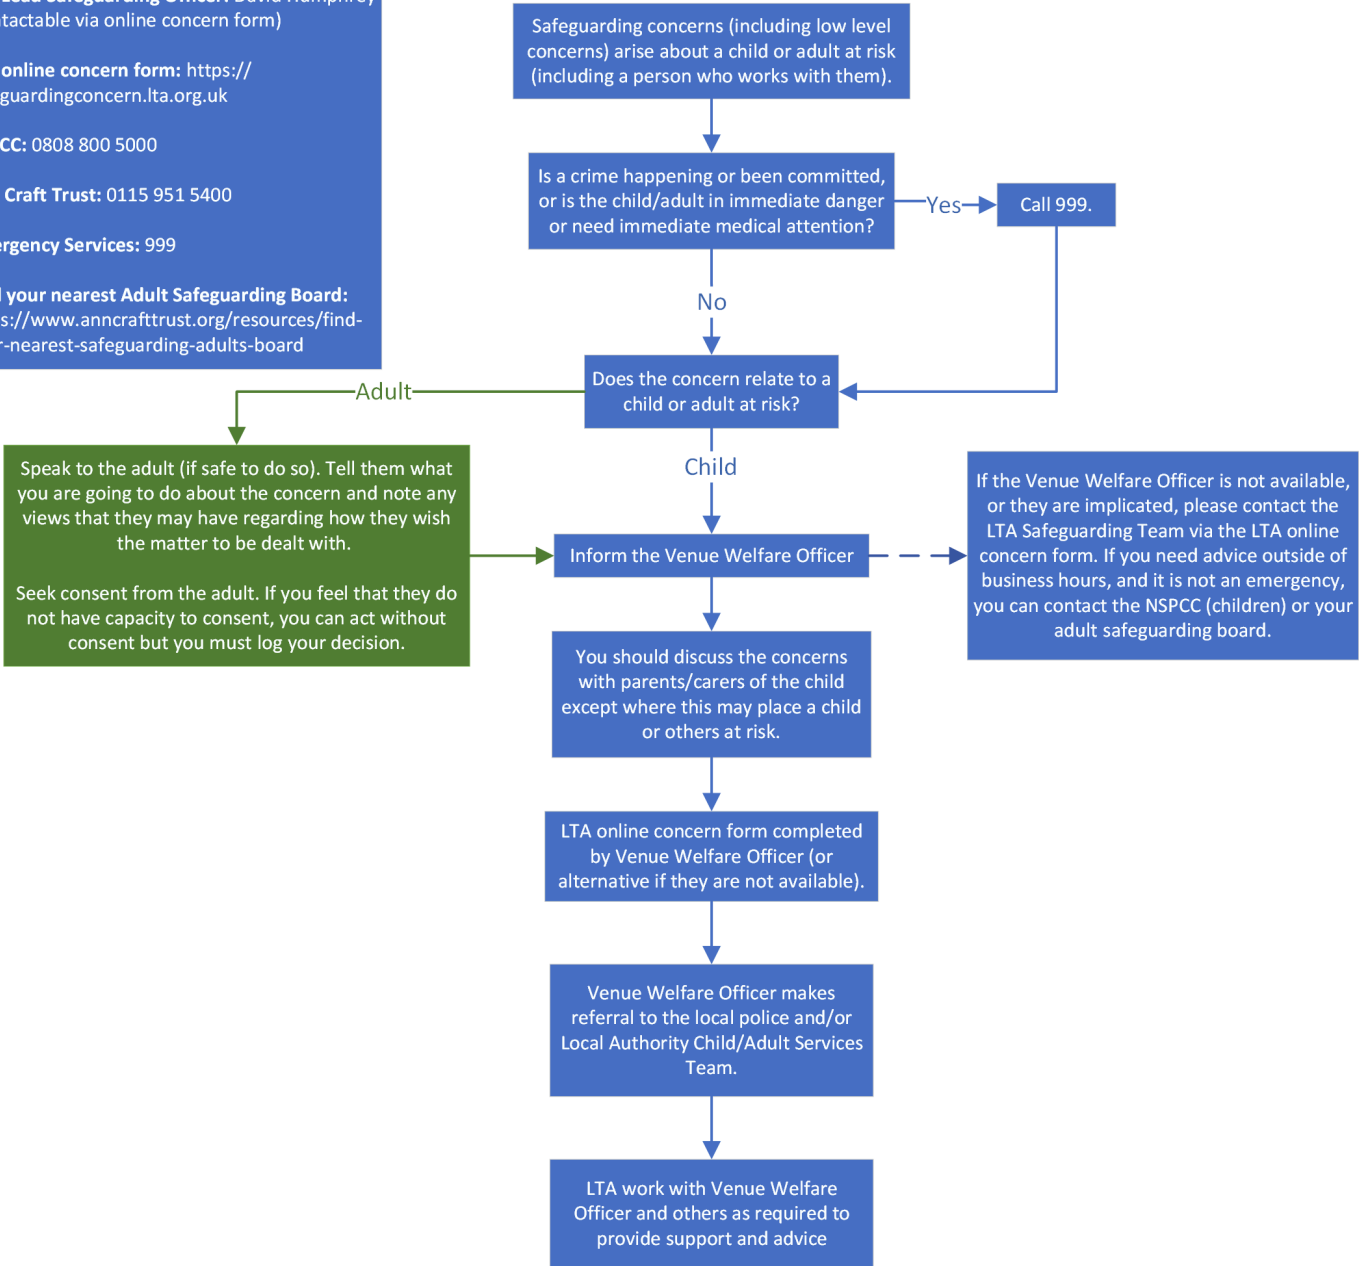 Lead Safeguarding Officer: David Humphrey
ntactable via online concern form)
online concern form: https://
guardingconcern.lta.org.uk
CC: 0808 800 5000
Craft Trust: 0115 951 5400
ergency Services: 999
d your nearest Adult Safeguarding Board:
s://www.anncrafttrust.org/resources/find-
r-nearest-safeguarding-adults-board
Safeguarding concerns (including low level
concerns) arise about a child or adult at risk
(including a person who works with them).
Is a crime happening or been committed,
or is the child/adult in immediate danger
or need immediate medical attention?
Yes
Call 999.
No
Does the concern relate to a
child or adult at risk?
Adult
Child
Speak to the adult (if safe to do so). Tell them what
you are going to do about the concern and note any
views that they may have regarding how they wish
the matter to be dealt with.
Seek consent from the adult. If you feel that they do
not have capacity to consent, you can act without
consent but you must log your decision.
Inform the Venue Welfare Officer
If the Venue Welfare Officer is not available,
or they are implicated, please contact the
LTA Safeguarding Team via the LTA online
concern form. If you need advice outside of
business hours, and it is not an emergency,
you can contact the NSPCC (children) or your
adult safeguarding board.
You should discuss the concerns
with parents/carers of the child
except where this may place a child
or others at risk.
LTA online concern form completed
by Venue Welfare Officer (or
alternative if they are not available).
Venue Welfare Officer makes
referral to the local police and/or
Local Authority Child/Adult Services
Team.
LTA work with Venue Welfare
Officer and others as required to
provide support and advice